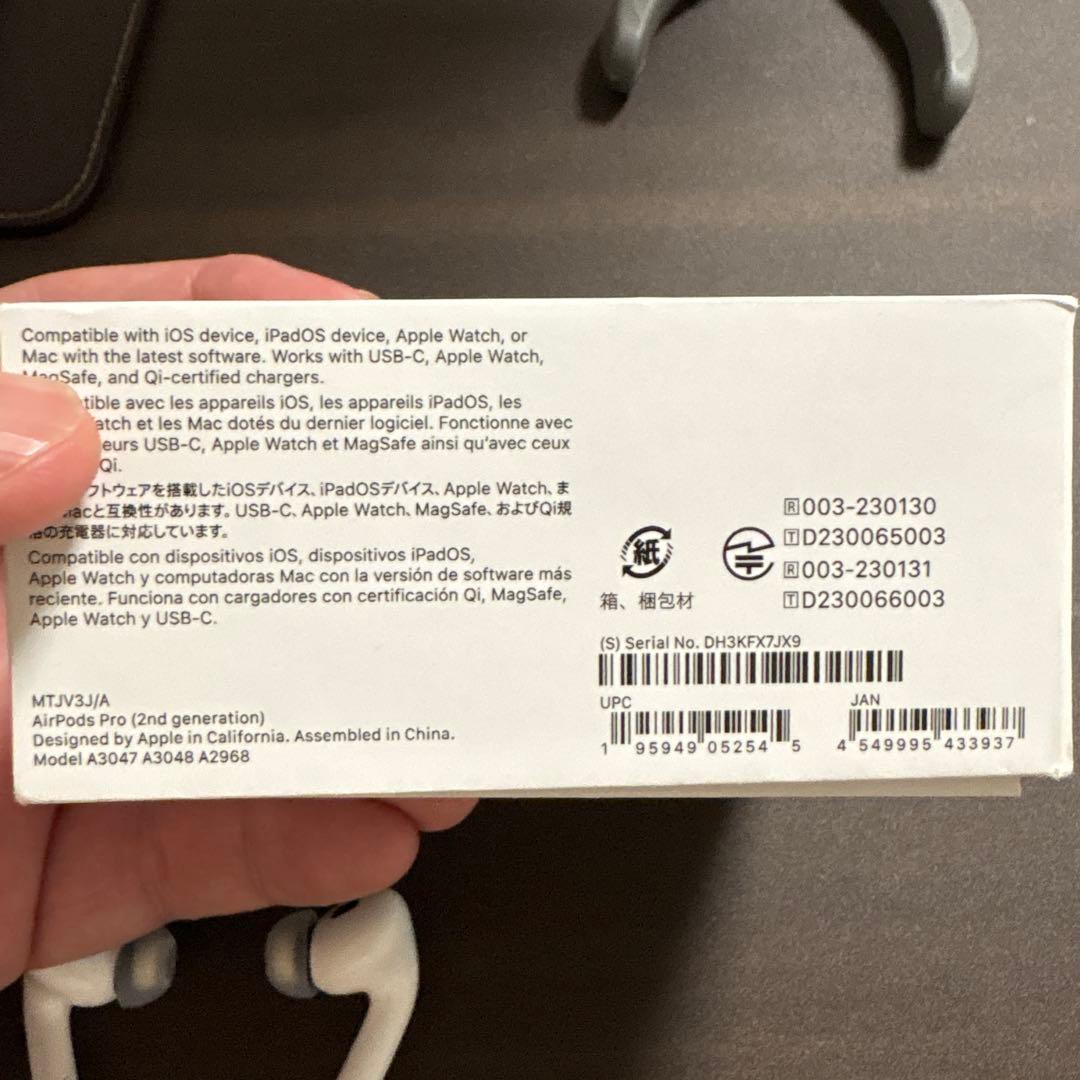 Compatible with iOS device, iPadOS device, Apple Watch, or
Mac with the latest software. Works with USB-C, Apple Watch,
MagSafe, and Qi-certified chargers.
tible avec les appareils iOS, les appareils iPadOS, les
atch et les Mac dotés du dernier logiciel. Fonctionne avec
eurs USB-C, Apple Watch et MagSafe ainsi qu'avec ceux
Qi.
フトウェアを搭載したiOSデバイス、iPadOSデバイス、Apple Watch、ま
Macと互換性があります。USB-C、Apple Watch、MagSafe、およびQi規
格の充電器に対応しています。
Compatible con dispositivos iOS, dispositivos iPadOS,
Apple Watch y computadoras Mac con la versión de software más
reciente. Funciona con cargadores con certificación Qi, MagSafe,
Apple Watch y USB-C.
MTJV3J/A
AirPods Pro (2nd generation)
Designed by Apple in California. Assembled in China.
Model A3047 A3048 A2968
紙
箱、梱包材
R 003-230130
T D230065003
R 003-230131
T D230066003
(S) Serial No. DH3KFX7JX9
UPC
1 95949 05254 5
JAN
4 549995 433937